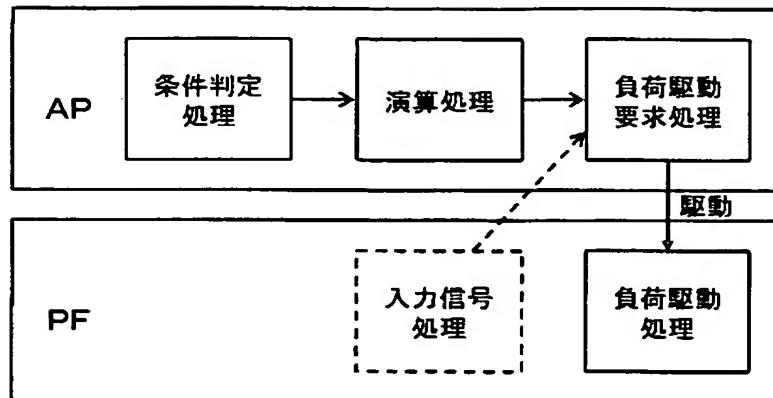 AP
条件判定
処理
演算処理
負荷駆動
要求処理
駆動
PF
入力信号
処理
負荷駆動
処理